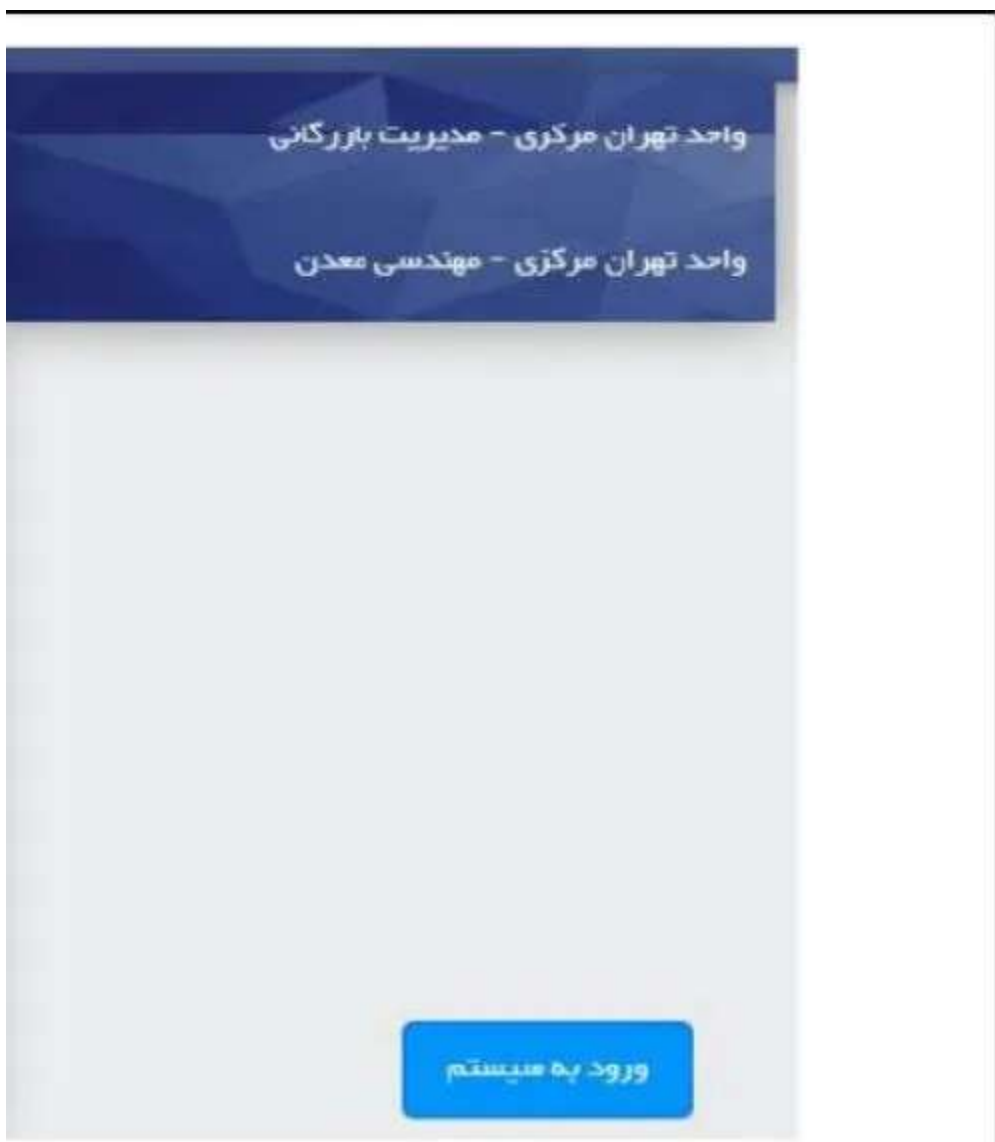 واحد تهران مرکزی - مدیریت بازرگانی
واحد تهران مرکزی - مهندسی معدن
ورود به سیستم